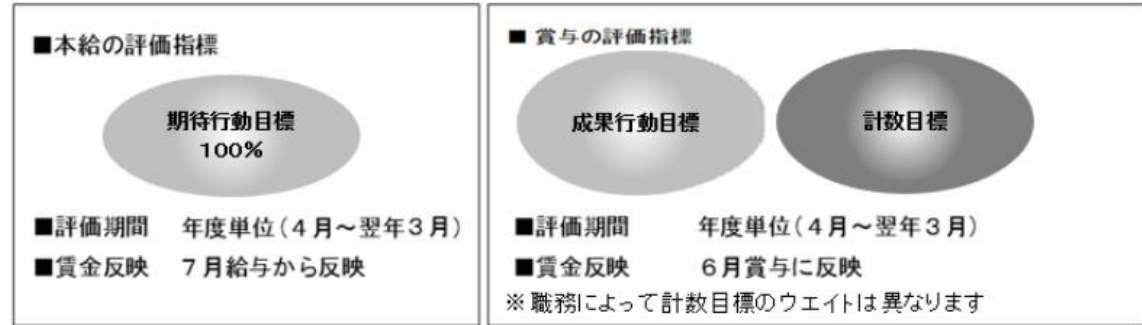 ■本給の評価指標
期待行動目標
100%
■評価期間 年度単位(4月～翌年3月)
■賃金反映 7月給与から反映
■ 賞与の評価指標
成果行動目標
計数目標
■評価期間 年度単位(4月～翌年3月)
■賃金反映 6月賞与に反映
※職務によって計数目標のウエイトは異なります